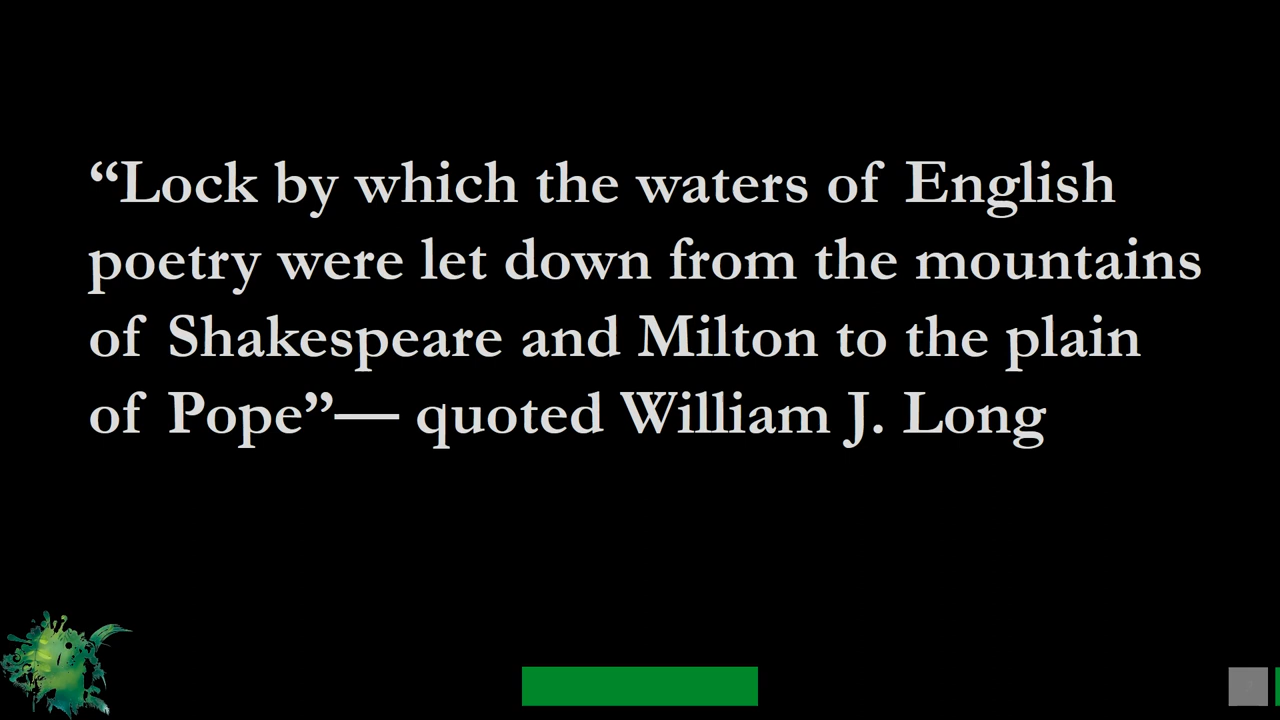 “Lock by which the waters of English
poetry were let down from the mountains
of Shakespeare and Milton to the plain
of Pope”— quoted William J. Long